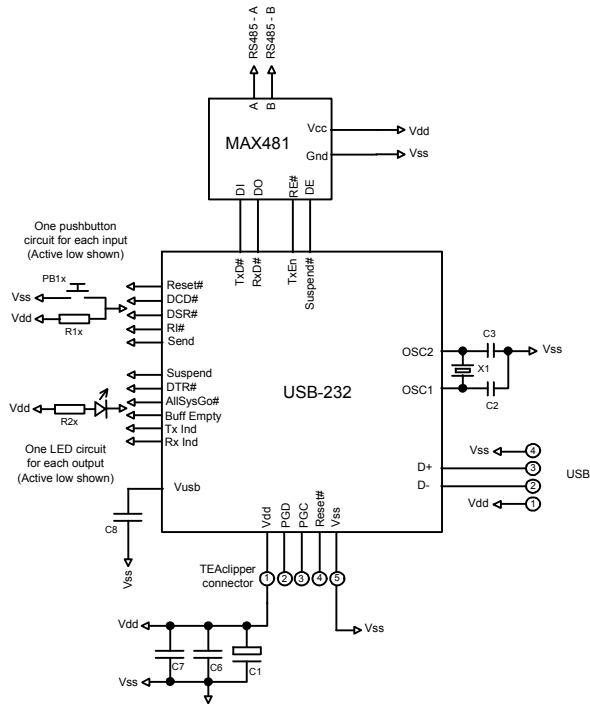 RS485 - A
RS485 - B
A
B
MAX481
Vcc
Vdd
Gnd
Vss
DI
DO
RE#
DE
One pushbutton
circuit for each input
(Active low shown)
PB1x
Vss
Vdd
R1x
TxD#
RxD#
TxEn
Suspend#
Reset#
DCD#
DSR#
RI#
Send
Suspend
DTR#
AllSysGo#
Buff Empty
Tx Ind
Rx Ind
Vdd
R2x
One LED circuit
for each output
(Active low shown)
USB-232
OSC2
OSC1
C3
X1
C2
Vss
Vss
4
D+
3
D-
2
Vdd
1
USB
Vusb
C8
Vss
Vdd
PGD
PGC
Reset#
Vss
TEAclipper
connector
1
2
3
4
5
Vss
Vdd
C7
C6
C1
Vss